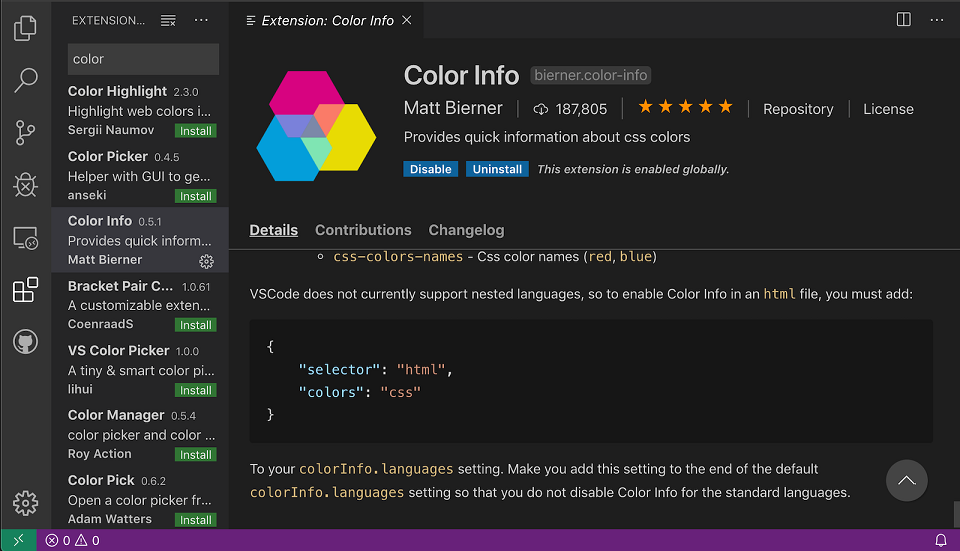 EXTENSION...
color
Color Highlight 2.3.0
Highlight web colors i...
Sergii Naumov Install
Color Picker 0.4.5
Helper with GUI to ge...
anseki Install
Color Info 0.5.1
Provides quick inform...
Matt Bierner
Bracket Pair C... 1.0.61
A customizable exten...
CoenraadS Install
VS Color Picker 1.0.0
A tiny & smart color pi...
lihui Install
Color Manager 0.5.4
color picker and color ...
Roy Action Install
Color Pick 0.6.2
Open a color picker fr...
Adam Watters Install
Extension: Color Info
Color Info bierner.color-info
Matt Bierner 187,805 Repository License
Provides quick information about css colors
Disable Uninstall This extension is enabled globally.
Details Contributions Changelog
css-colors-names - Css color names (red, blue)
VSCode does not currently support nested languages, so to enable Color Info in an html file, you must add:
{
"selector": "html",
"colors": "css"
}
To your colorInfo.languages setting. Make you add this setting to the end of the default
colorInfo.languages setting so that you do not disable Color Info for the standard languages.
0 0